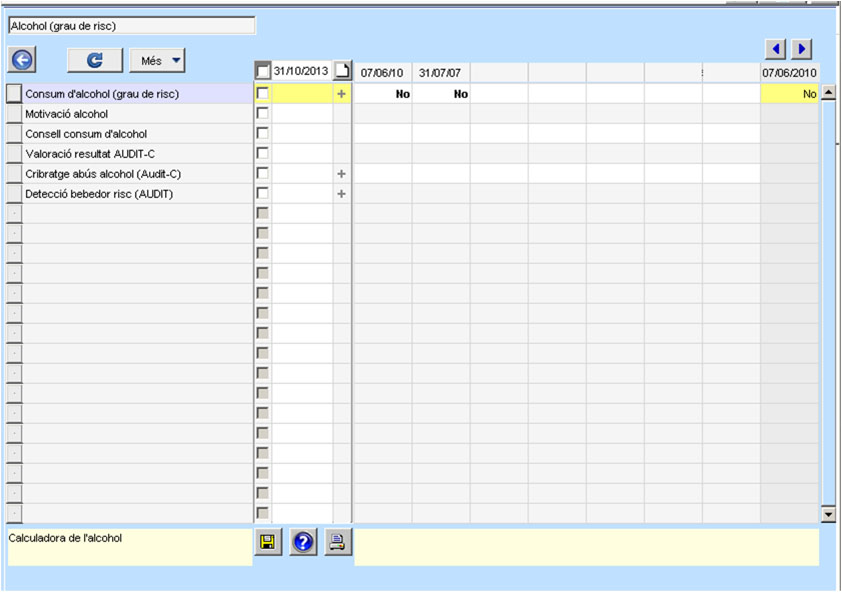 Alcohol (grau de risc)
Més
31/10/2013 07/06/10 31/07/07 07/06/2010
Consum d'alcohol (grau de risc) + No No No
Motivació alcohol
Consell consum d'alcohol
Valoració resultat AUDIT-C
Cribratge abús alcohol (Audit-C) +
Detecció bebedor risc (AUDIT) +
Calculadora de l'alcohol
?